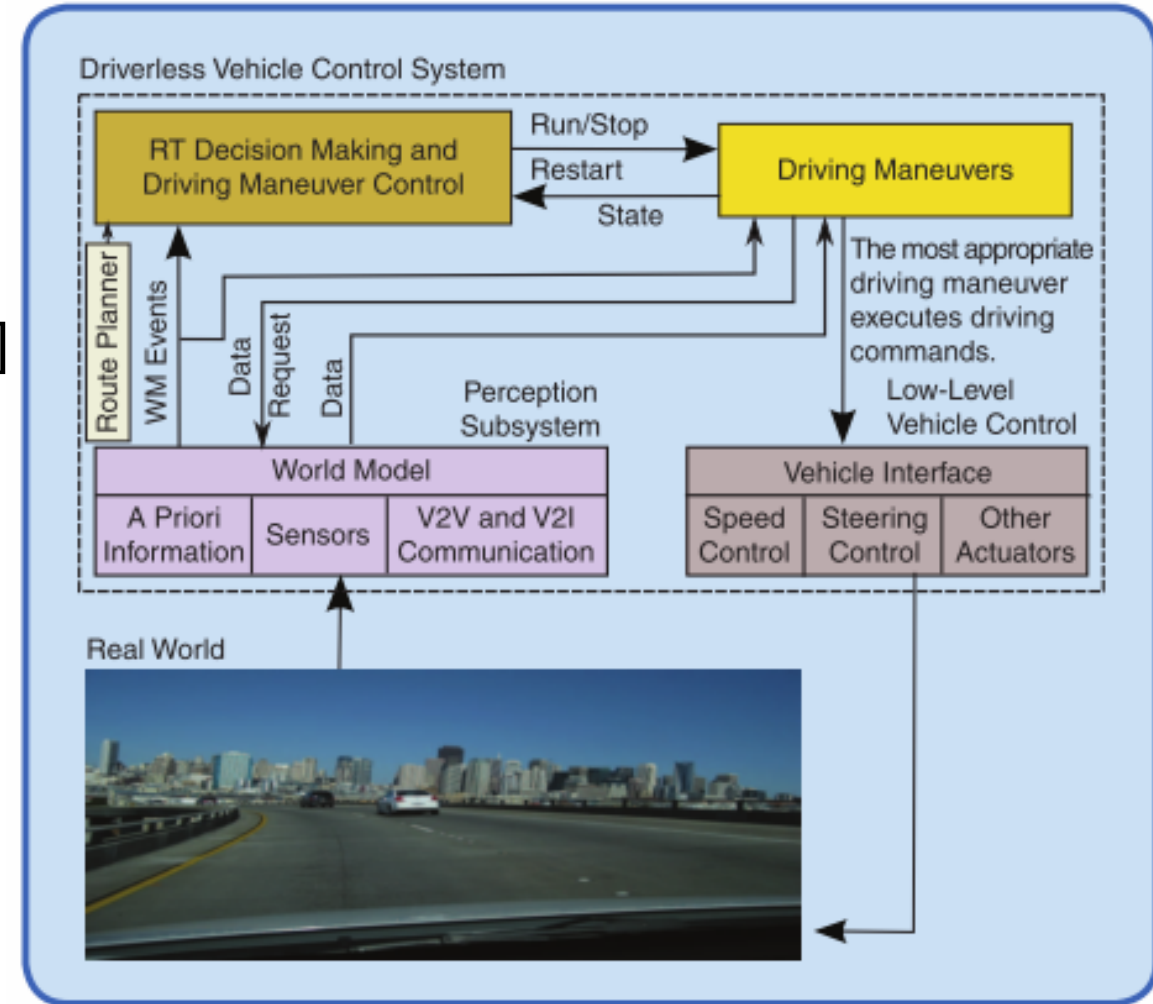 Driverless Vehicle Control System
RT Decision Making and
Driving Maneuver Control
Run/Stop
Restart
State
Driving Maneuvers
Route Planner
WM Events
Data
Request
Data
The most appropriate
driving maneuver
executes driving
commands.
Perception
Subsystem
Low-Level
Vehicle Control
World Model
A Priori
Information
Sensors
V2V and V2I
Communication
Vehicle Interface
Speed
Control
Steering
Control
Other
Actuators
Real World